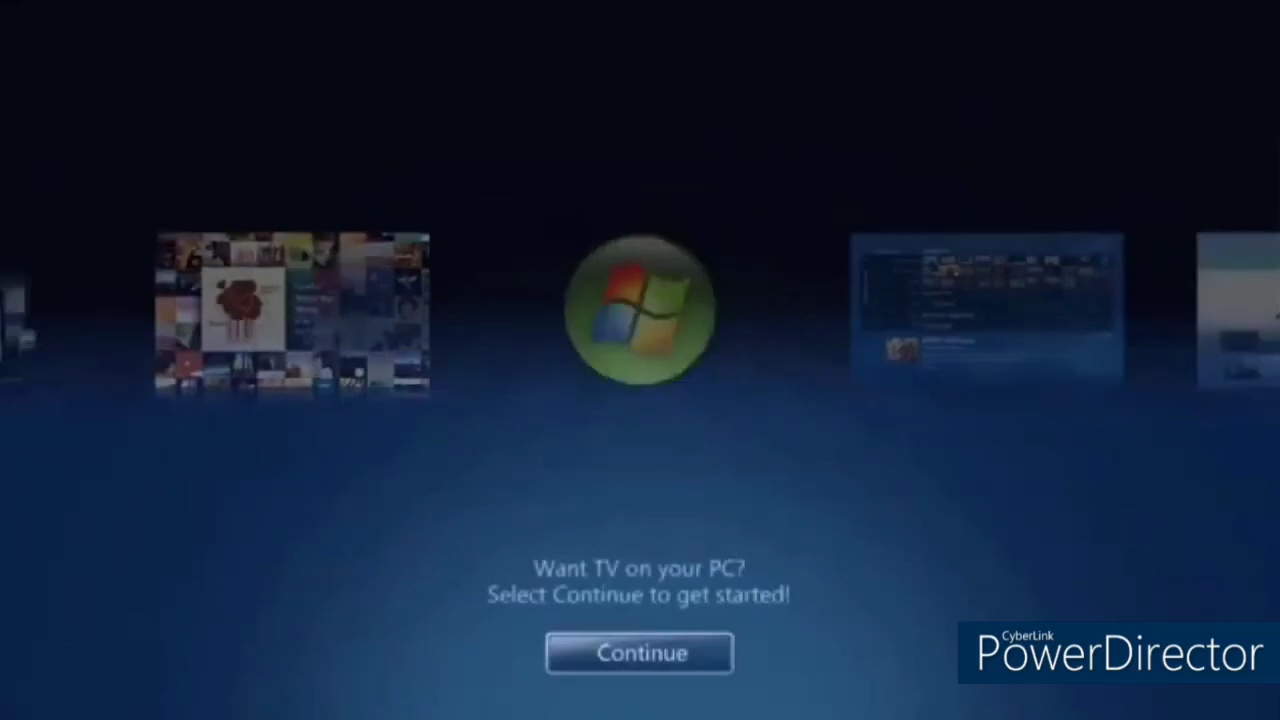 Want TV on your PC?
Select Continue to get started!
Continue
CyberLink
PowerDirector